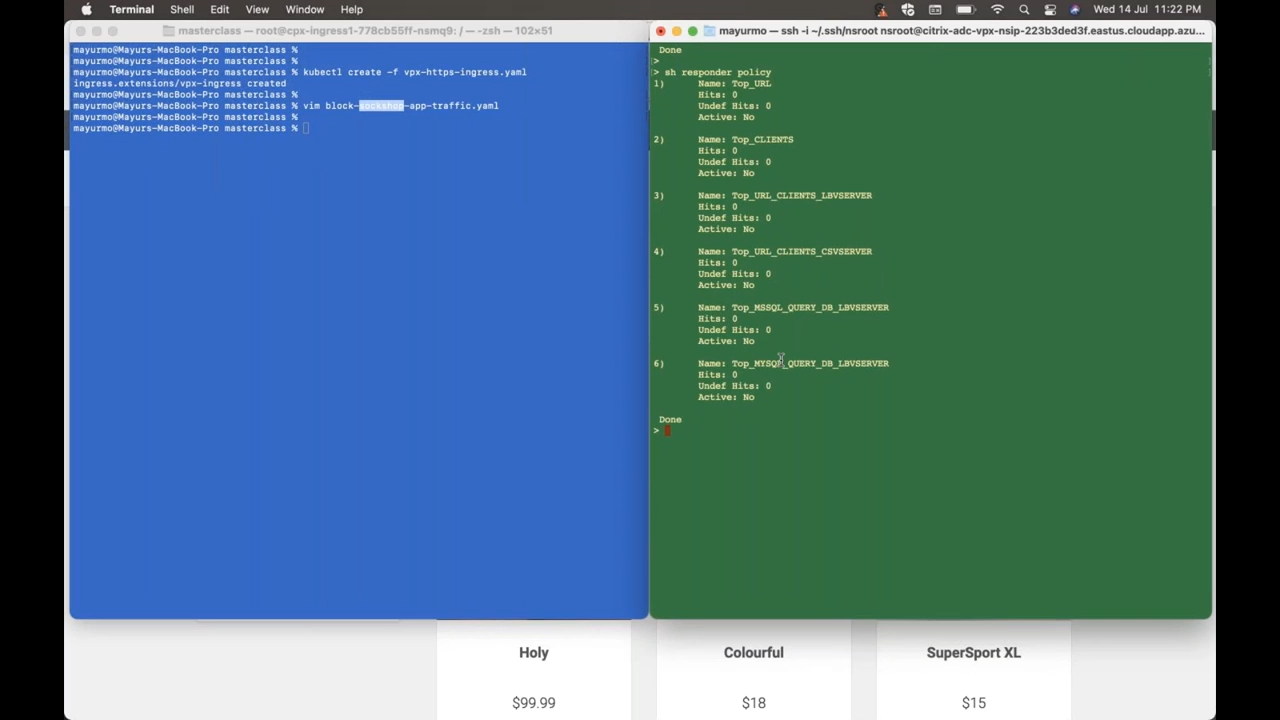 Terminal Shell Edit View Window Help Wed 14 Jul 11:22 PM
masterclass — root@cpx-ingress1-778cb55ff-nsmq9: / — -zsh — 102×51
mayurmo@Mayurs-MacBook-Pro masterclass %
mayurmo@Mayurs-MacBook-Pro masterclass %
mayurmo@Mayurs-MacBook-Pro masterclass % kubectl create -f vpx-https-ingress.yaml
ingress.extensions/vpx-ingress created
mayurmo@Mayurs-MacBook-Pro masterclass %
mayurmo@Mayurs-MacBook-Pro masterclass % vim block-sockshop-app-traffic.yaml
mayurmo@Mayurs-MacBook-Pro masterclass %
mayurmo@Mayurs-MacBook-Pro masterclass %
mayurmo — ssh -i ~/.ssh/nsroot nsroot@citrix-adc-vpx-nsip-223b3ded3f.eastus.cloudapp.azu...
Done
>
> sh responder policy
1) Name: Top_URL
Hits: 0
Undef Hits: 0
Active: No
2) Name: Top_CLIENTS
Hits: 0
Undef Hits: 0
Active: No
3) Name: Top_URL_CLIENTS_LBVSERVER
Hits: 0
Undef Hits: 0
Active: No
4) Name: Top_URL_CLIENTS_CSVSERVER
Hits: 0
Undef Hits: 0
Active: No
5) Name: Top_MSSQL_QUERY_DB_LBVSERVER
Hits: 0
Undef Hits: 0
Active: No
6) Name: Top_MYSQL_QUERY_DB_LBVSERVER
Hits: 0
Undef Hits: 0
Active: No
Done
>
Holy Colourful SuperSport XL
$99.99 $18 $15